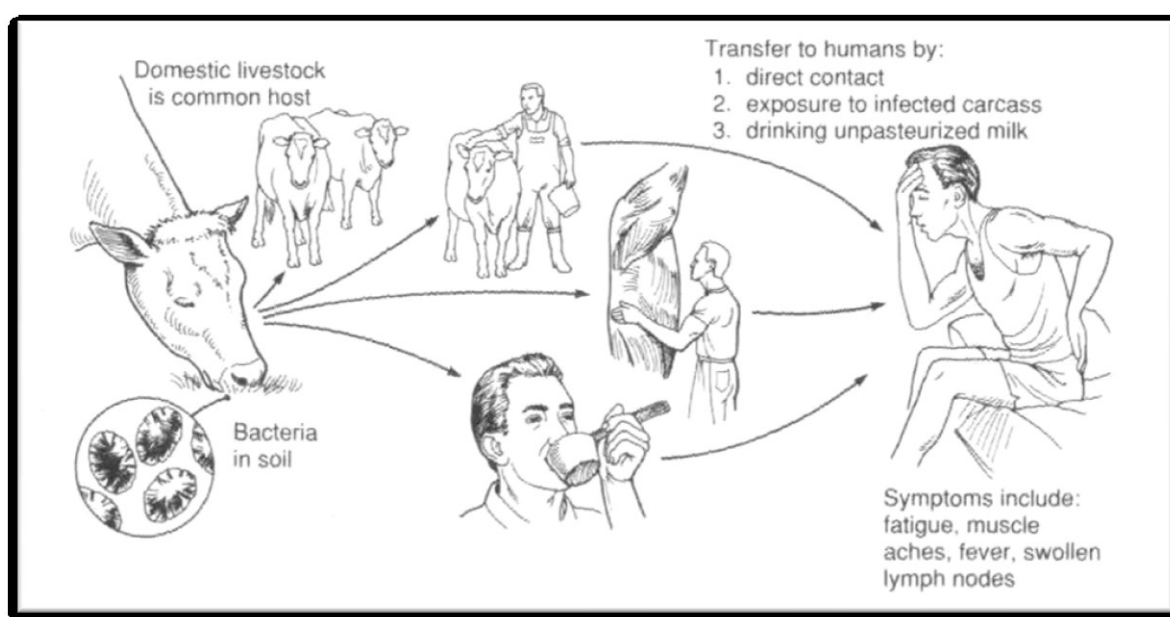 Domestic livestock
is common host
Transfer to humans by:
1. direct contact
2. exposure to infected carcass
3. drinking unpasteurized milk
Bacteria
in soil
Symptoms include:
fatigue, muscle
aches, fever, swollen
lymph nodes